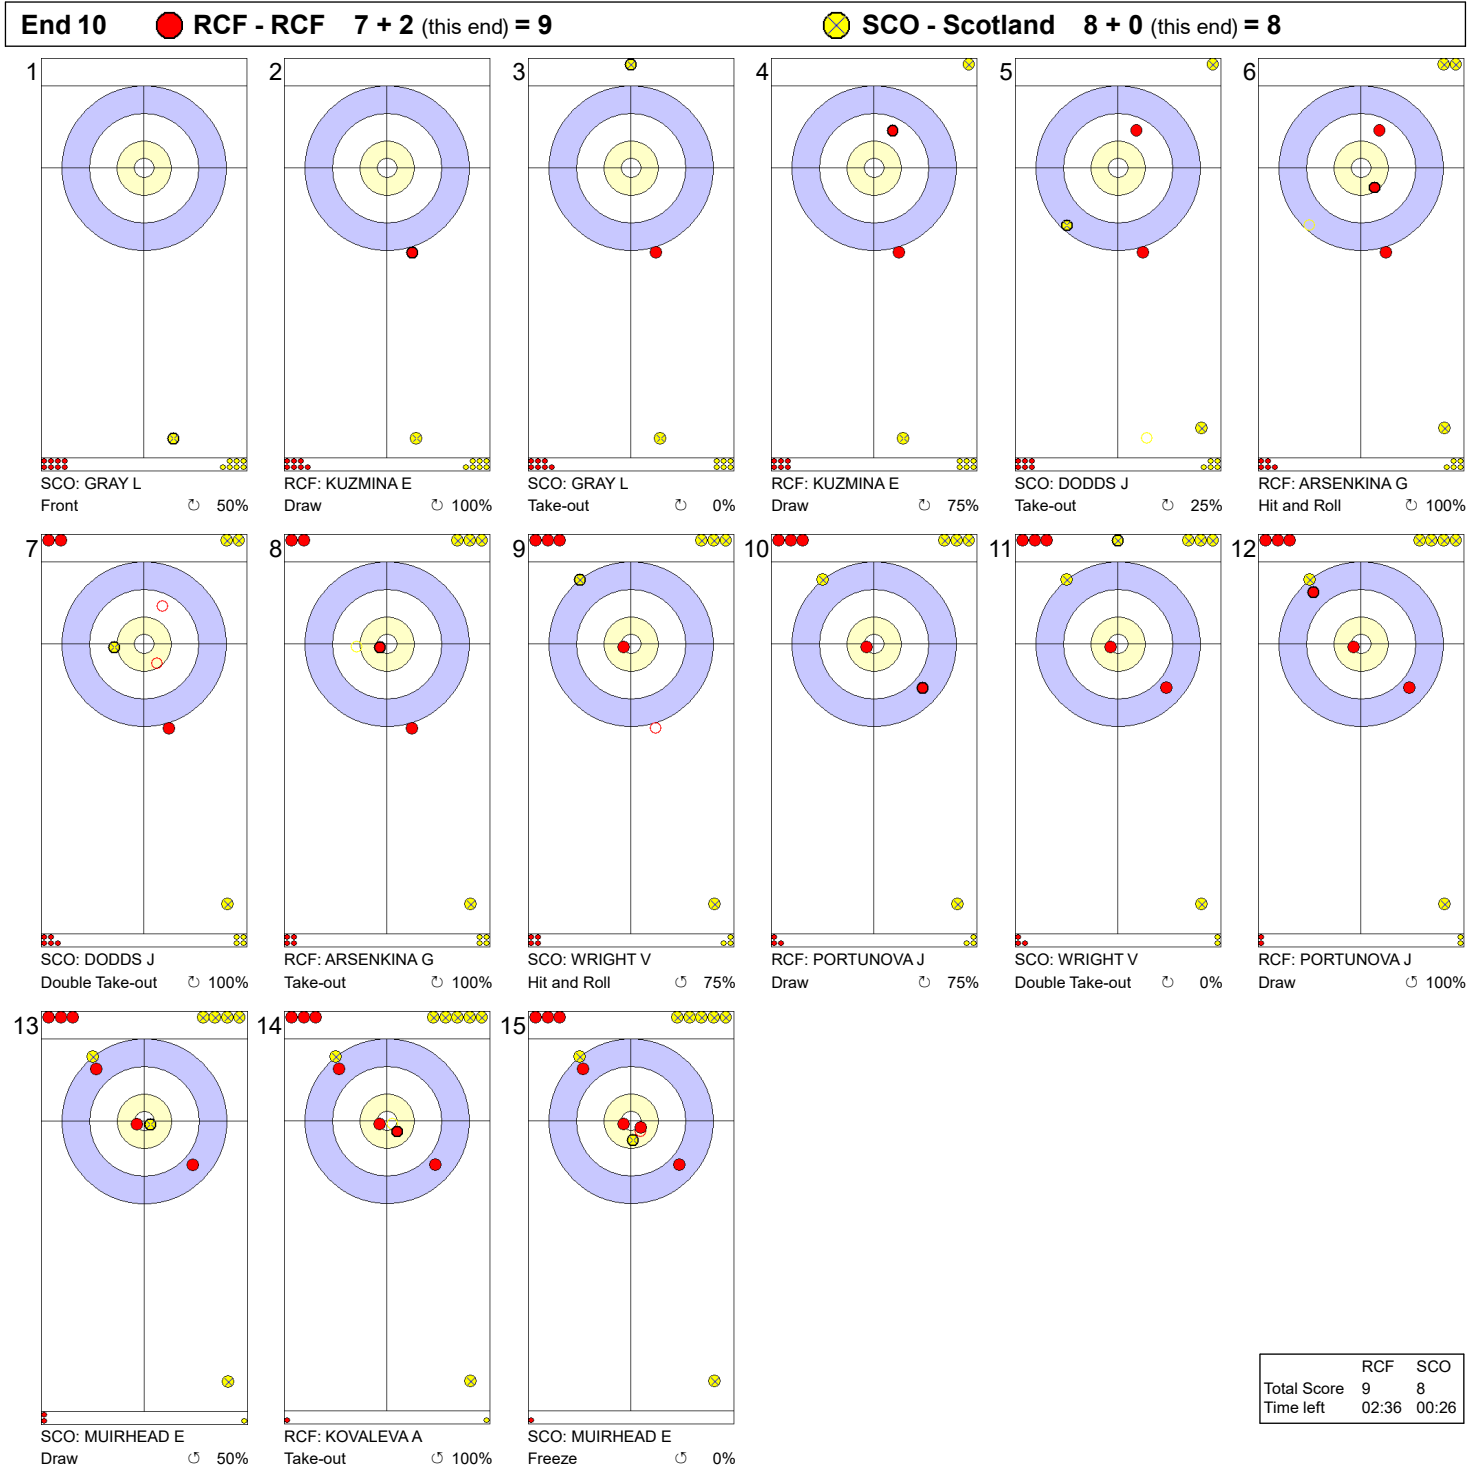 End 10 RCF - RCF 7 + 2 (this end) = 9 SCO - Scotland 8 + 0 (this end) = 8
1 2 3 4 5 6
SCO: GRAY L RCF: KUZMINA E SCO: GRAY L RCF: KUZMINA E SCO: DODDS J RCF: ARSENKINA G
Front ↻ 50% Draw ↻ 100% Take-out ↻ 0% Draw ↻ 75% Take-out ↻ 25% Hit and Roll ↻ 100%
7 8 9 10 11 12
SCO: DODDS J RCF: ARSENKINA G SCO: WRIGHT V RCF: PORTUNOVA J SCO: WRIGHT V RCF: PORTUNOVA J
Double Take-out ↻ 100% Take-out ↻ 100% Hit and Roll ↺ 75% Draw ↻ 75% Double Take-out ↻ 0% Draw ↻ 100%
13 14 15
SCO: MUIRHEAD E RCF: KOVALEVA A SCO: MUIRHEAD E
Draw ↺ 50% Take-out ↺ 100% Freeze ↺ 0%
RCF SCO
Total Score 9 8
Time left 02:36 00:26